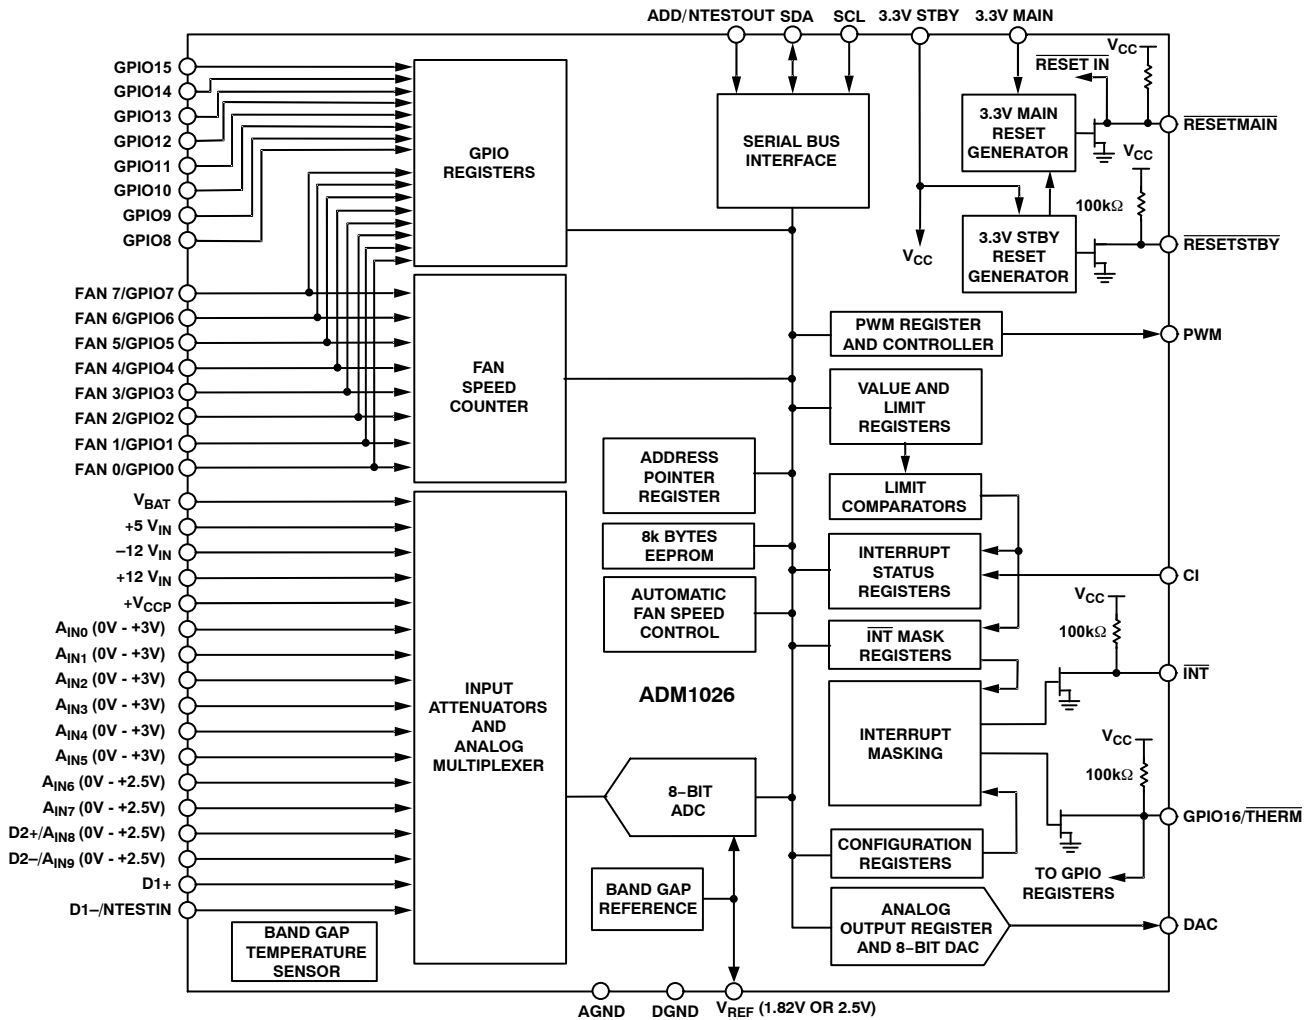 ADD/NTESTOUT SDA SCL 3.3V STBY 3.3V MAIN
GPIO15
GPIO14
GPIO13
GPIO12
GPIO11
GPIO10
GPIO9
GPIO8
FAN 7/GPIO7
FAN 6/GPIO6
FAN 5/GPIO5
FAN 4/GPIO4
FAN 3/GPIO3
FAN 2/GPIO2
FAN 1/GPIO1
FAN 0/GPIO0
VBAT
+5 VIN
–12 VIN
+12 VIN
+VCCP
AIN0 (0V - +3V)
AIN1 (0V - +3V)
AIN2 (0V - +3V)
AIN3 (0V - +3V)
AIN4 (0V - +3V)
AIN5 (0V - +3V)
AIN6 (0V - +2.5V)
AIN7 (0V - +2.5V)
D2+/AIN8 (0V - +2.5V)
D2–/AIN9 (0V - +2.5V)
D1+
D1–/NTESTIN
GPIO
REGISTERS
FAN
SPEED
COUNTER
INPUT
ATTENUATORS
AND
ANALOG
MULTIPLEXER
BAND GAP
TEMPERATURE
SENSOR
SERIAL BUS
INTERFACE
ADDRESS
POINTER
REGISTER
8k BYTES
EEPROM
AUTOMATIC
FAN SPEED
CONTROL
ADM1026
8–BIT
ADC
BAND GAP
REFERENCE
VCC
3.3V MAIN
RESET
GENERATOR
3.3V STBY
RESET
GENERATOR
RESET IN
VCC
RESETMAIN
VCC
100kΩ
RESETSTBY
PWM REGISTER
AND CONTROLLER
PWM
VALUE AND
LIMIT
REGISTERS
LIMIT
COMPARATORS
INTERRUPT
STATUS
REGISTERS
CI
INT MASK
REGISTERS
VCC
100kΩ
INT
INTERRUPT
MASKING
VCC
100kΩ
GPIO16/THERM
CONFIGURATION
REGISTERS
TO GPIO
REGISTERS
ANALOG
OUTPUT REGISTER
AND 8–BIT DAC
DAC
AGND DGND VREF (1.82V OR 2.5V)